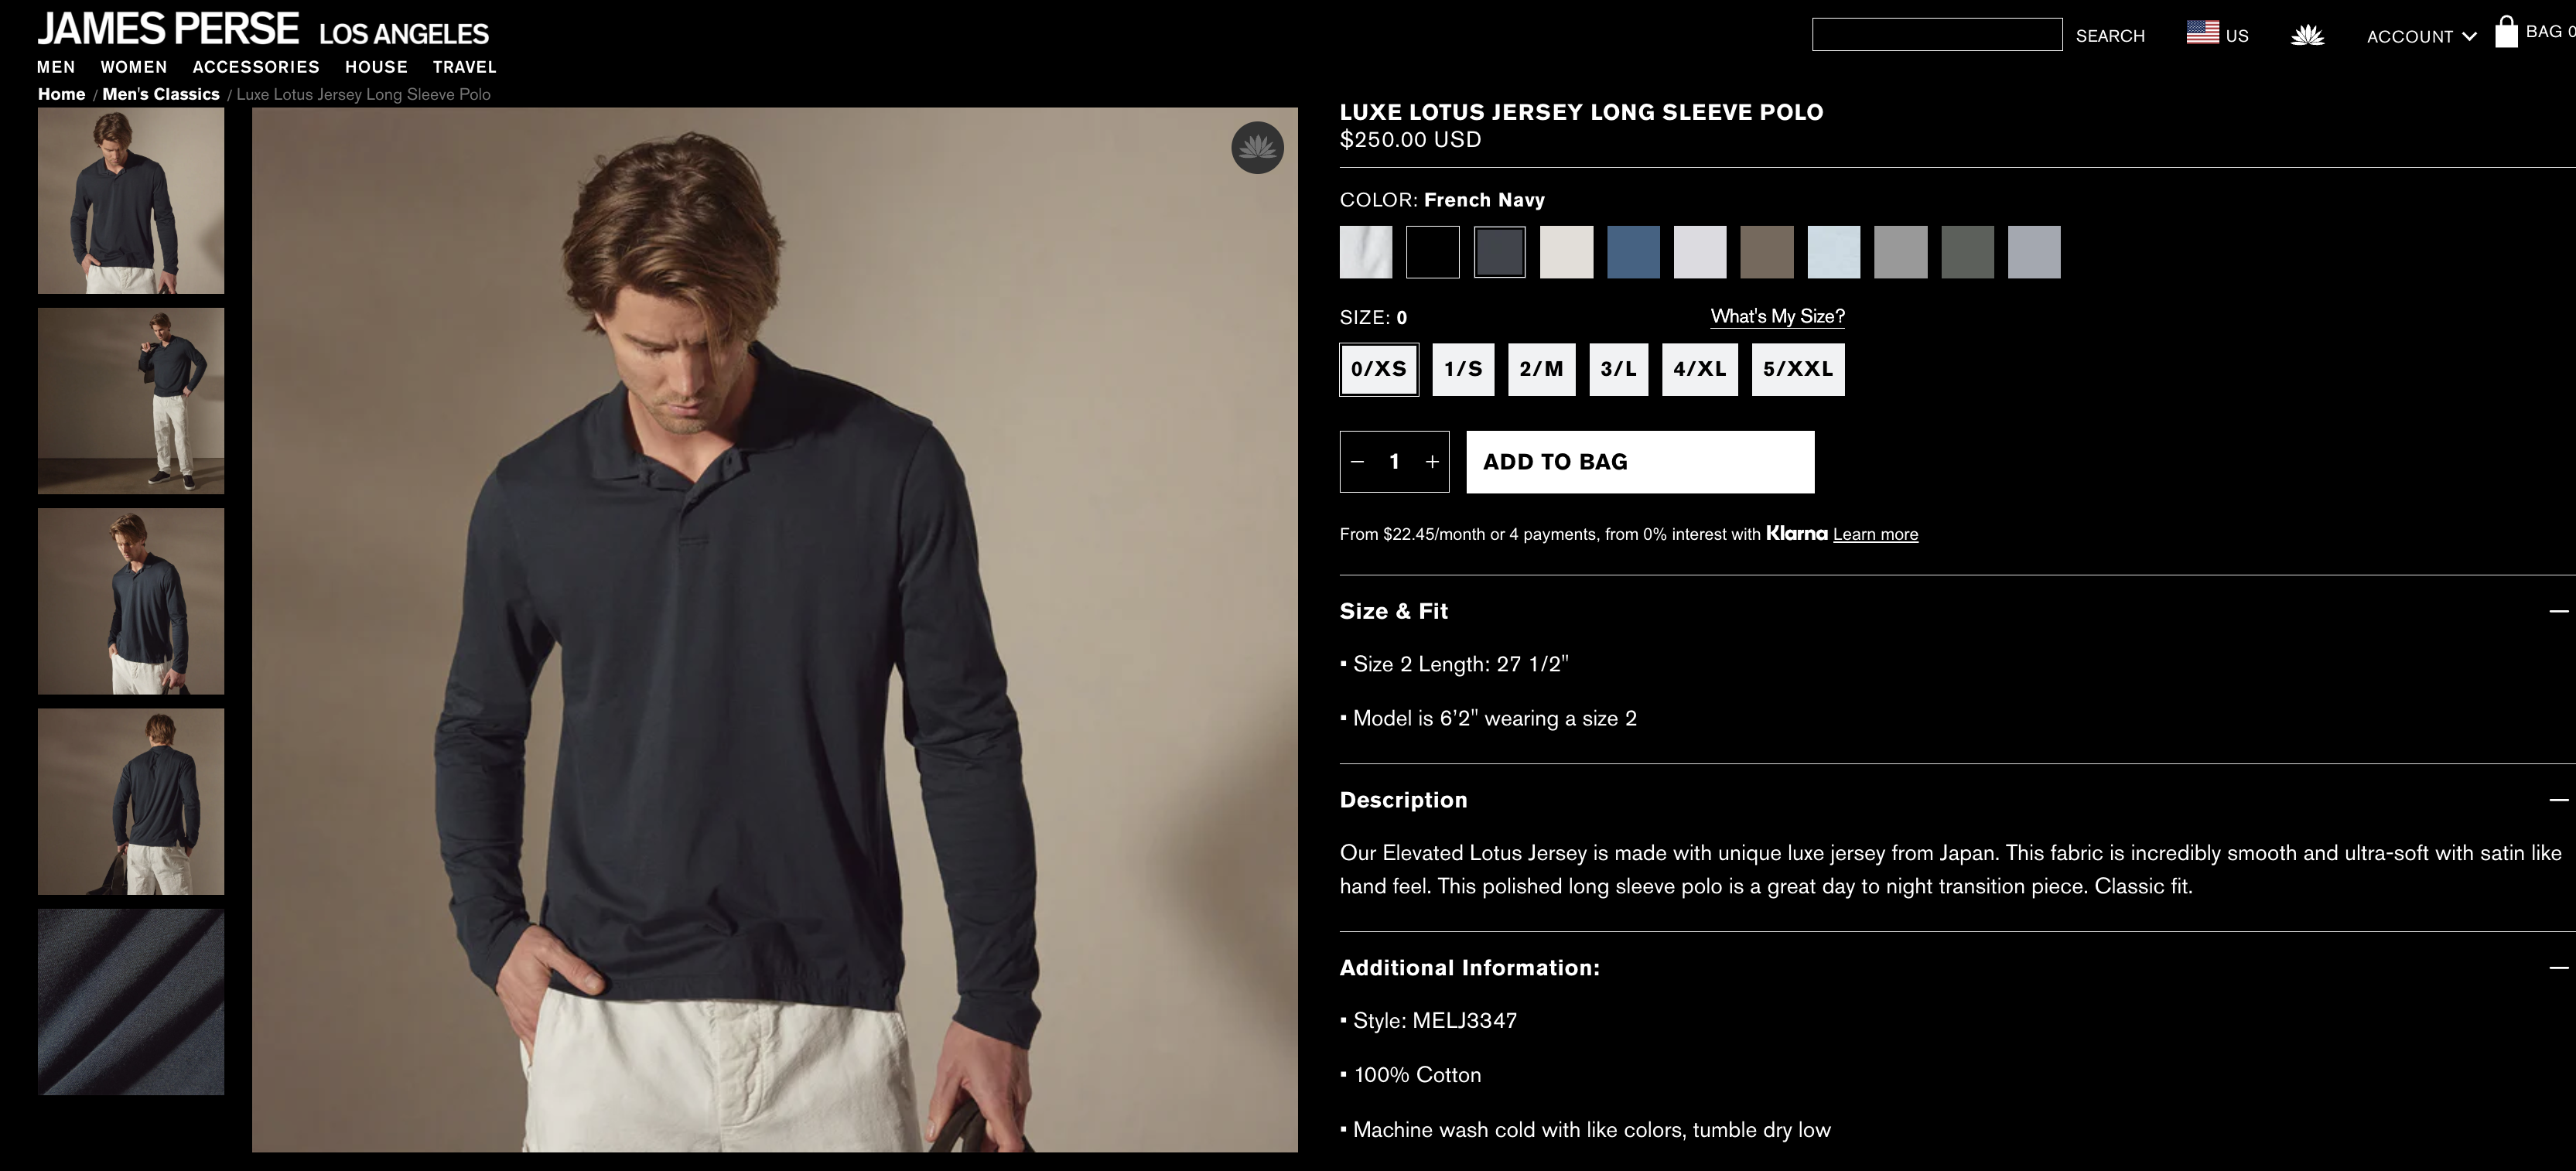 JAMES PERSE LOS ANGELES
SEARCH US ACCOUNT BAG 0
MEN WOMEN ACCESSORIES HOUSE TRAVEL
Home / Men's Classics / Luxe Lotus Jersey Long Sleeve Polo
LUXE LOTUS JERSEY LONG SLEEVE POLO
$250.00 USD
COLOR: French Navy
SIZE: 0 What's My Size?
0/XS 1/S 2/M 3/L 4/XL 5/XXL
− 1 + ADD TO BAG
From $22.45/month or 4 payments, from 0% interest with Klarna Learn more
Size & Fit
▪ Size 2 Length: 27 1/2"
▪ Model is 6’2" wearing a size 2
Description
Our Elevated Lotus Jersey is made with unique luxe jersey from Japan. This fabric is incredibly smooth and ultra-soft with satin like
hand feel. This polished long sleeve polo is a great day to night transition piece. Classic fit.
Additional Information:
▪ Style: MELJ3347
▪ 100% Cotton
▪ Machine wash cold with like colors, tumble dry low